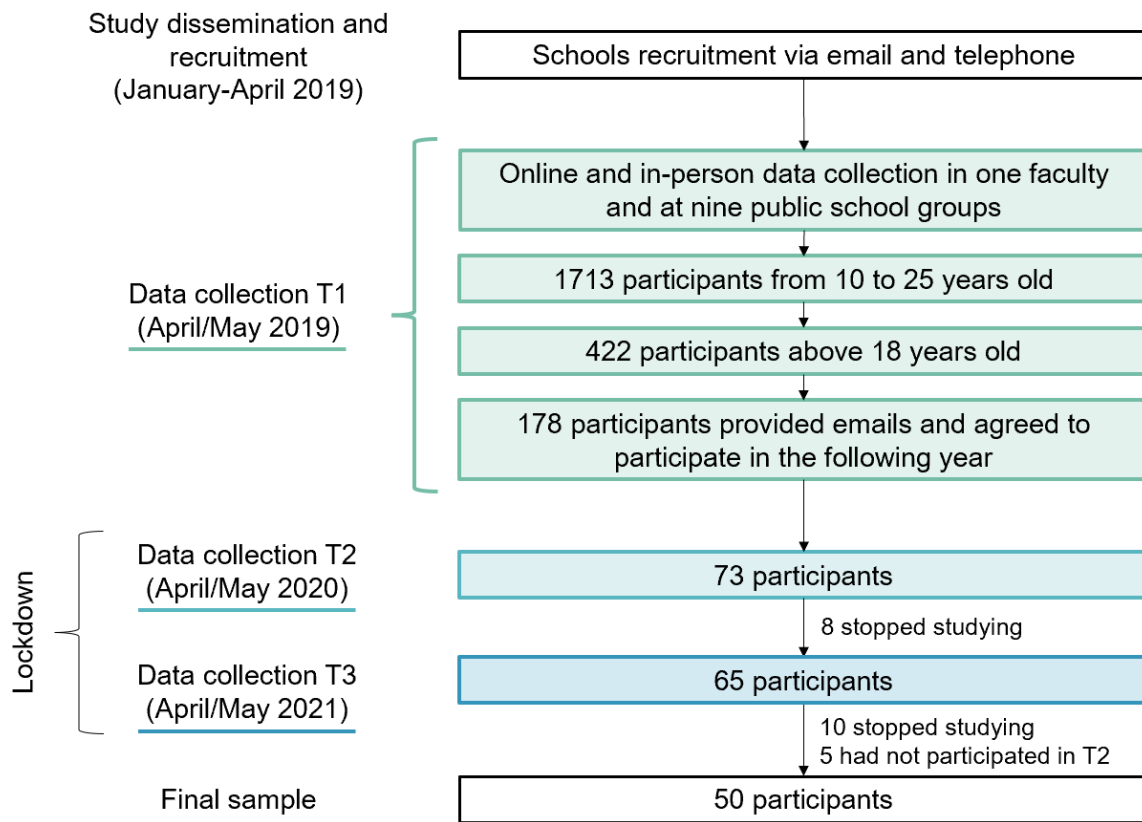 Study dissemination and
recruitment
(January-April 2019)
Schools recruitment via email and telephone
Data collection T1
(April/May 2019)
Online and in-person data collection in one faculty
and at nine public school groups
1713 participants from 10 to 25 years old
422 participants above 18 years old
178 participants provided emails and agreed to
participate in the following year
Lockdown
Data collection T2
(April/May 2020)
73 participants
8 stopped studying
Data collection T3
(April/May 2021)
65 participants
10 stopped studying
5 had not participated in T2
Final sample
50 participants